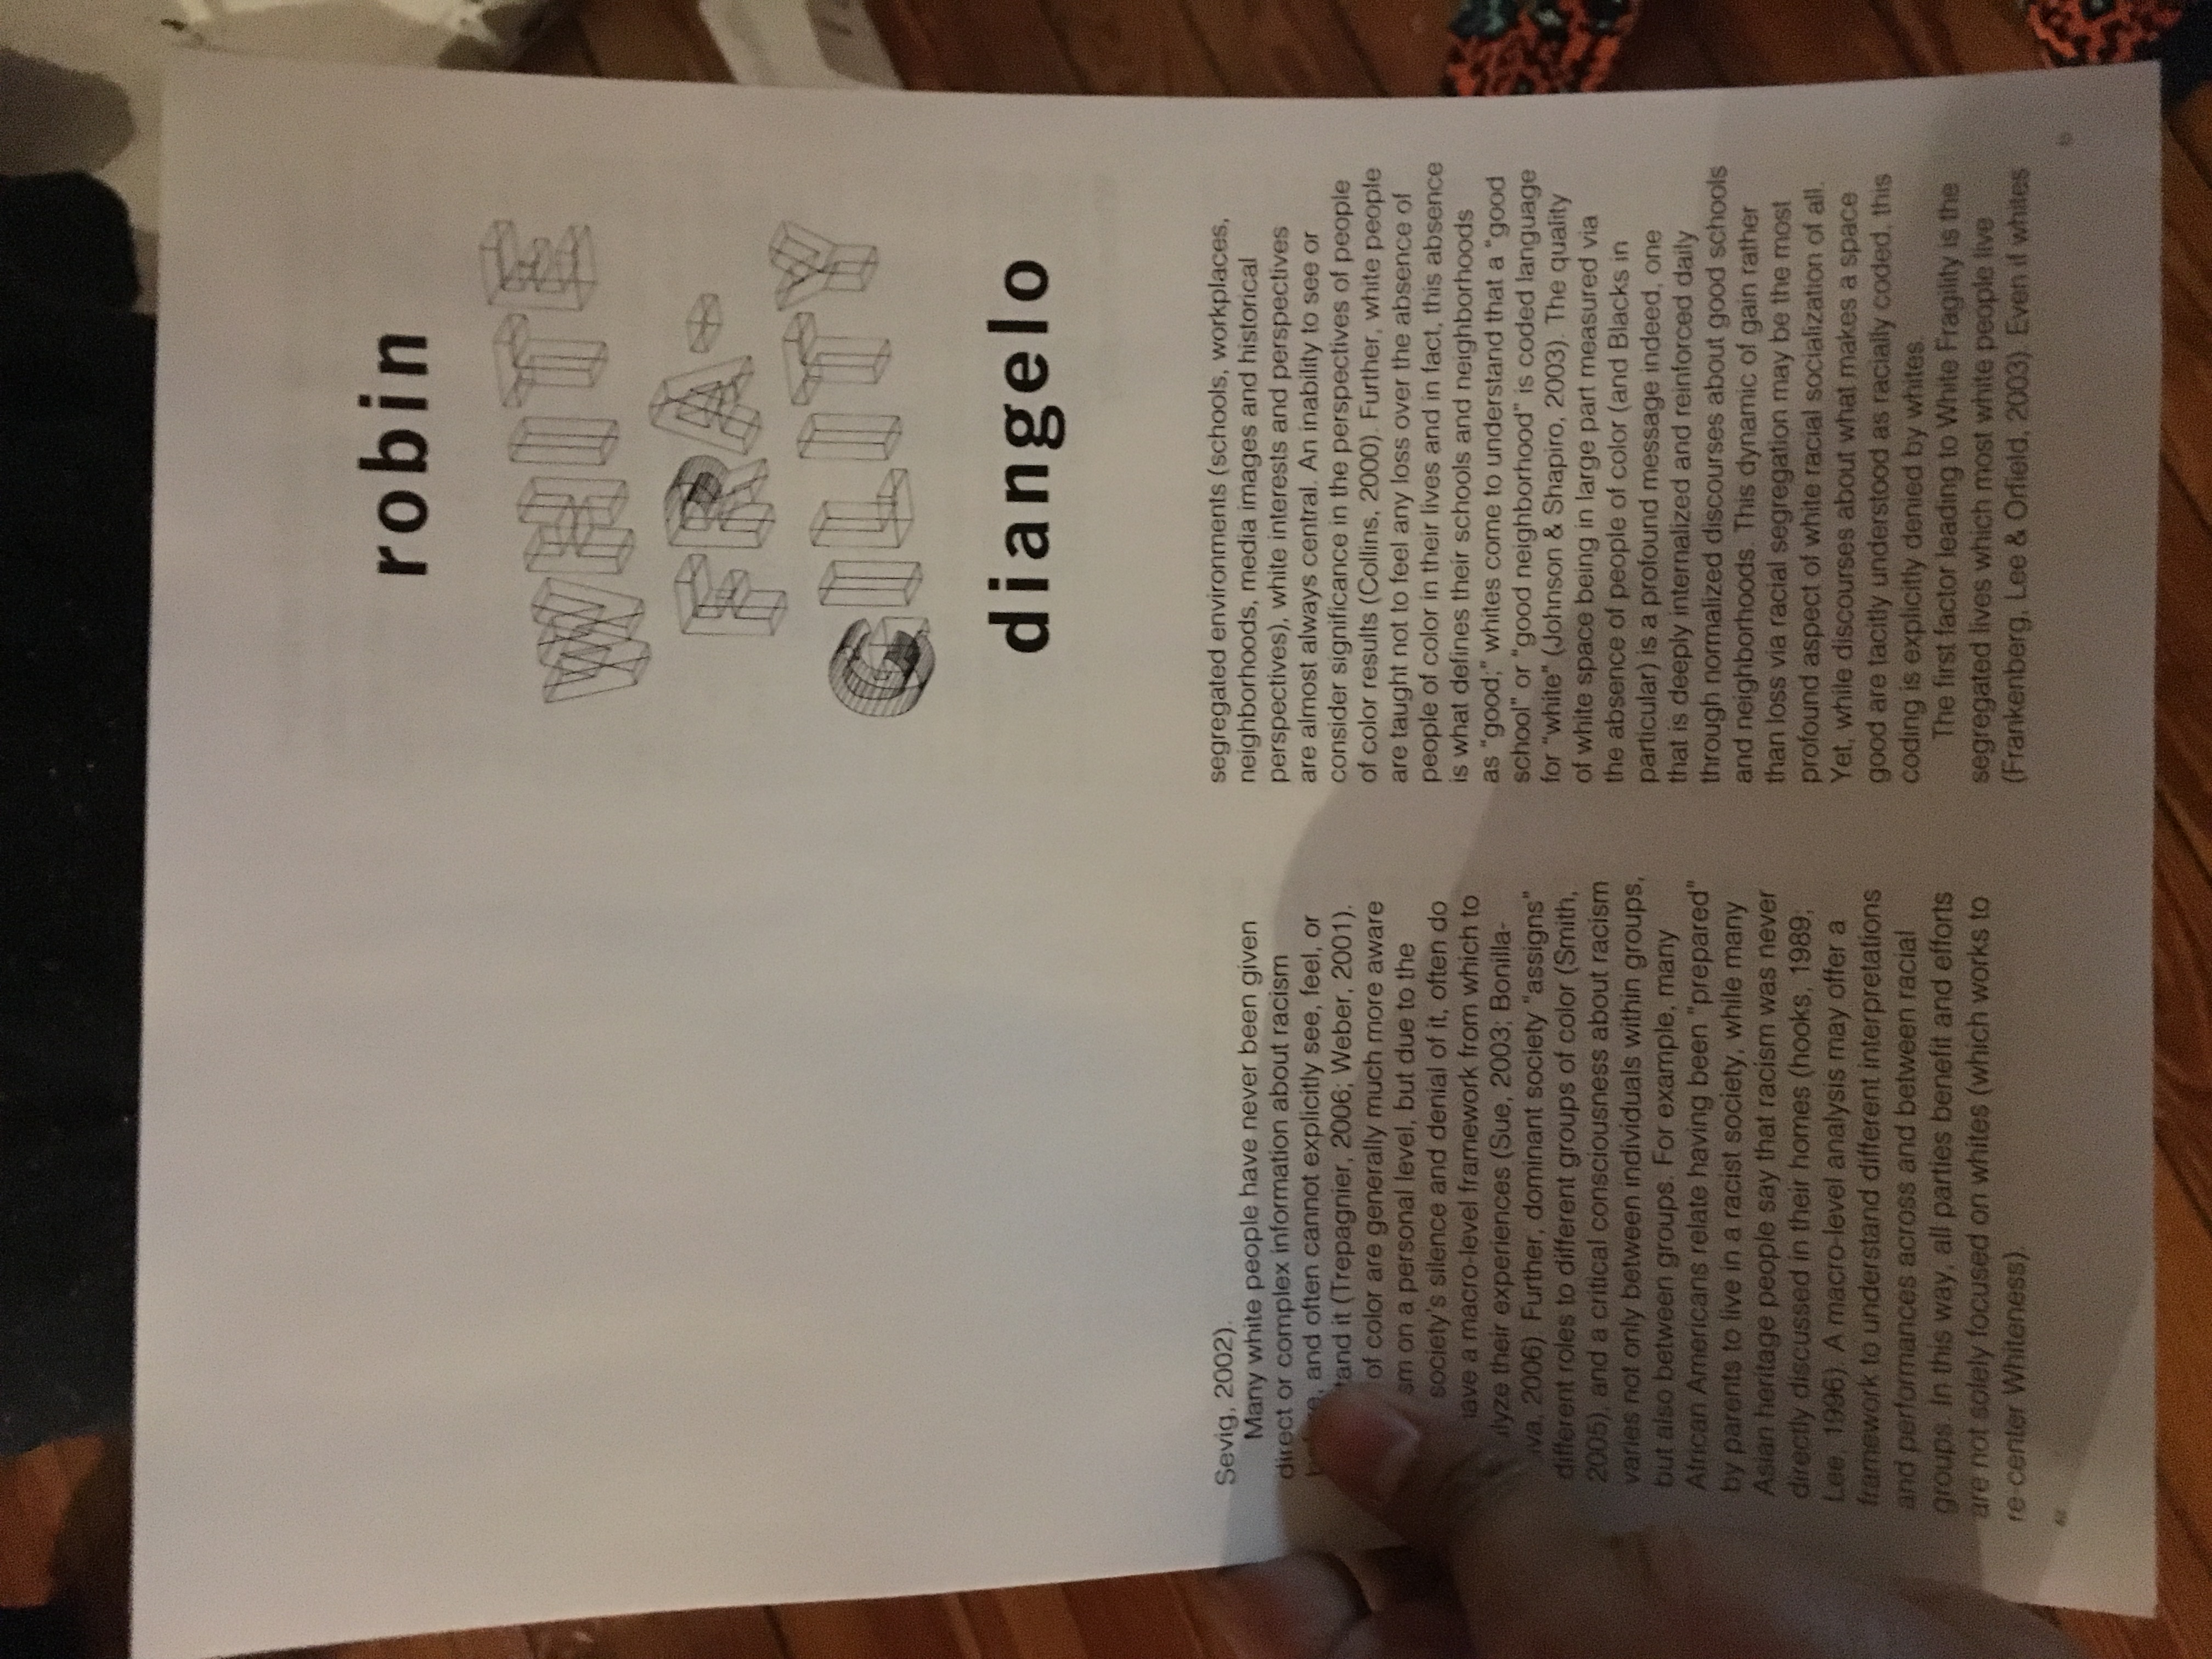 robin
WHITE
FRA-
GILITY
diangelo
Sevig, 2002).
Many white people have never been given
direct or complex information about racism
and often cannot explicitly see, feel, or
it (Trepagnier, 2006; Weber, 2001).
of color are generally much more aware
on a personal level, but due to the
society's silence and denial of it, often do
a macro-level framework from which to
their experiences (Sue, 2003; Bonilla-
2006). Further, dominant society "assigns"
different roles to different groups of color (Smith,
2005), and a critical consciousness about racism
varies not only between individuals within groups,
but also between groups. For example, many
African Americans relate having been "prepared"
by parents to live in a racist society, while many
Asian heritage people say that racism was never
directly discussed in their homes (hooks, 1989;
Lee, 1996). A macro-level analysis may offer a
framework to understand different interpretations
and performances across and between racial
groups. In this way, all parties benefit and efforts
are not solely focused on whites (which works to
re-center Whiteness).
segregated environments (schools, workplaces,
neighborhoods, media images and historical
perspectives), white interests and perspectives
are almost always central. An inability to see or
consider significance in the perspectives of people
of color results (Collins, 2000). Further, white people
are taught not to feel any loss over the absence of
people of color in their lives and in fact, this absence
is what defines their schools and neighborhoods
as "good;" whites come to understand that a "good
school" or "good neighborhood" is coded language
for "white" (Johnson & Shapiro, 2003). The quality
of white space being in large part measured via
the absence of people of color (and Blacks in
particular) is a profound message indeed, one
that is deeply internalized and reinforced daily
through normalized discourses about good schools
and neighborhoods. This dynamic of gain rather
than loss via racial segregation may be the most
profound aspect of white racial socialization of all.
Yet, while discourses about what makes a space
good are tacitly understood as racially coded, this
coding is explicitly denied by whites.
The first factor leading to White Fragility is the
segregated lives which most white people live
(Frankenberg, Lee & Orfield, 2003). Even if whites